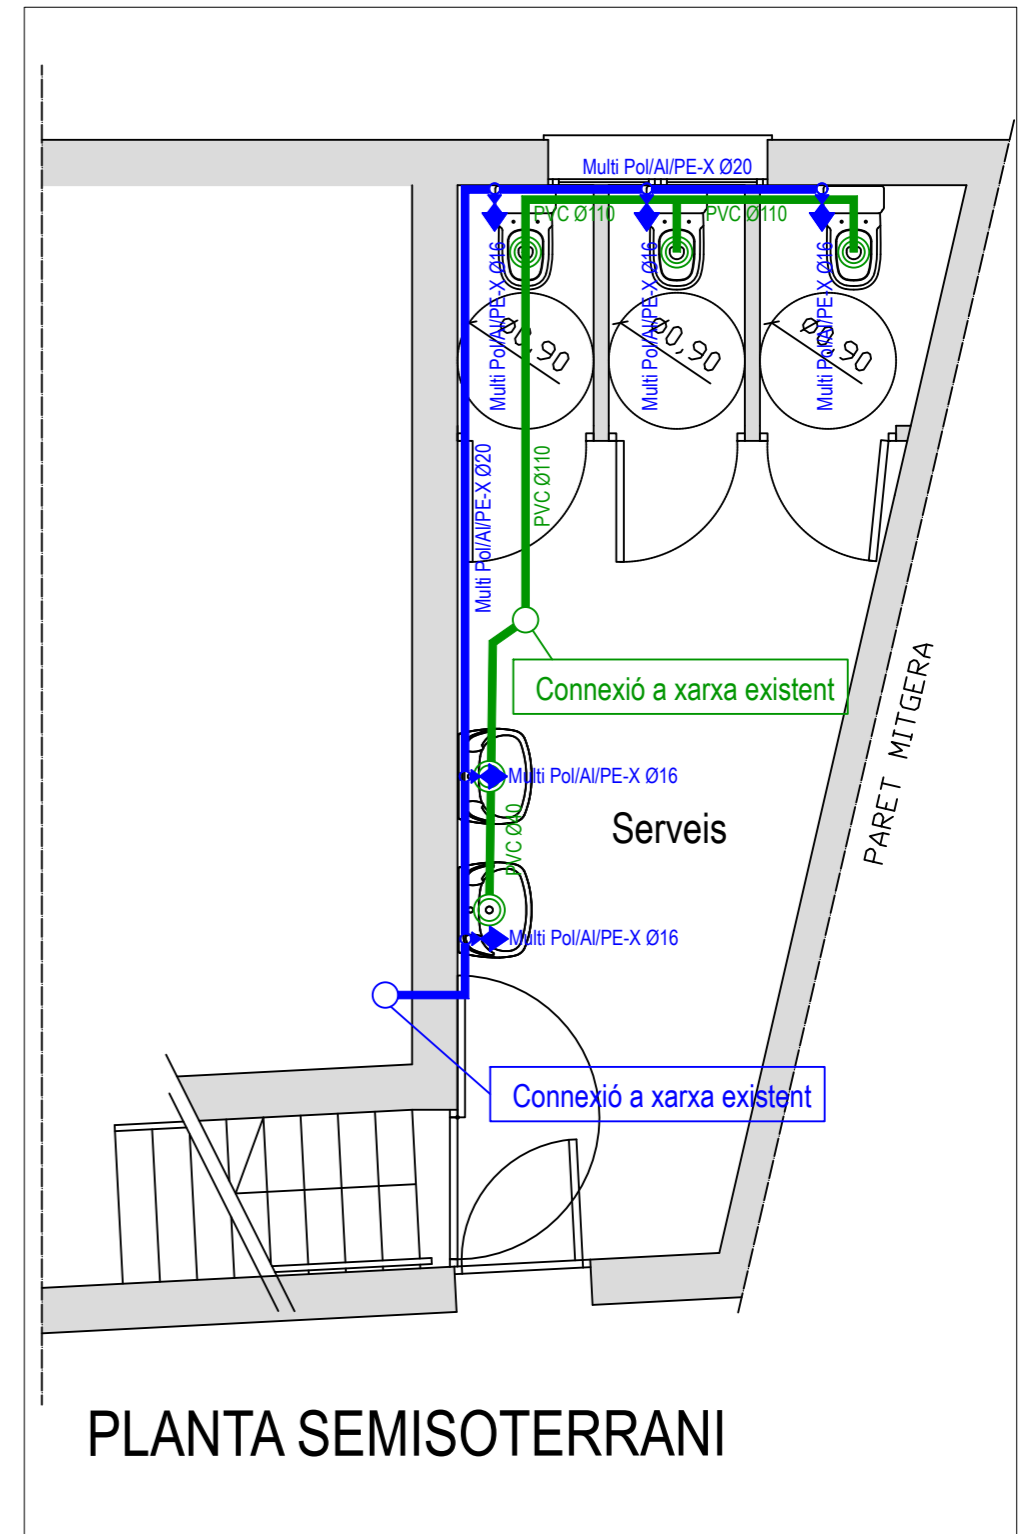 Multi Pol/Al/PE-X Ø20
PVC Ø110
PVC Ø110
Multi Pol/Al/PE-X Ø16
Multi Pol/Al/PE-X Ø16
Multi Pol/Al/PE-X Ø16
Ø0,90
Ø0,90
Ø0,90
Multi Pol/Al/PE-X Ø20
PVC Ø110
Connexió a xarxa existent
PARET MITGERA
Multi Pol/Al/PE-X Ø16
Serveis
PVC Ø40
Multi Pol/Al/PE-X Ø16
Connexió a xarxa existent
PLANTA SEMISOTERRANI